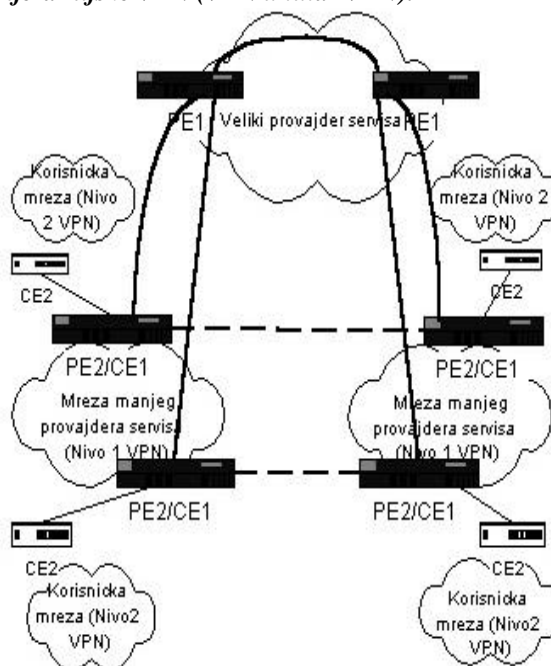 PE1
Veliki provajder servisa
PE1
Korisnicka
mreza (Nivo
2 VPN)
Korisnicka
mreza (Nivo 2
VPN)
CE2
CE2
PE2/CE1
PE2/CE1
Mreza manjeg
provajdera servisa
(Nivo 1 VPN)
Mreza manjeg
provajdera servisa
(Nivo 1 VPN)
PE2/CE1
PE2/CE1
CE2
CE2
Korisnicka
mreza (Nivo2
VPN)
Korisnicka
mreza (Nivo2
VPN)